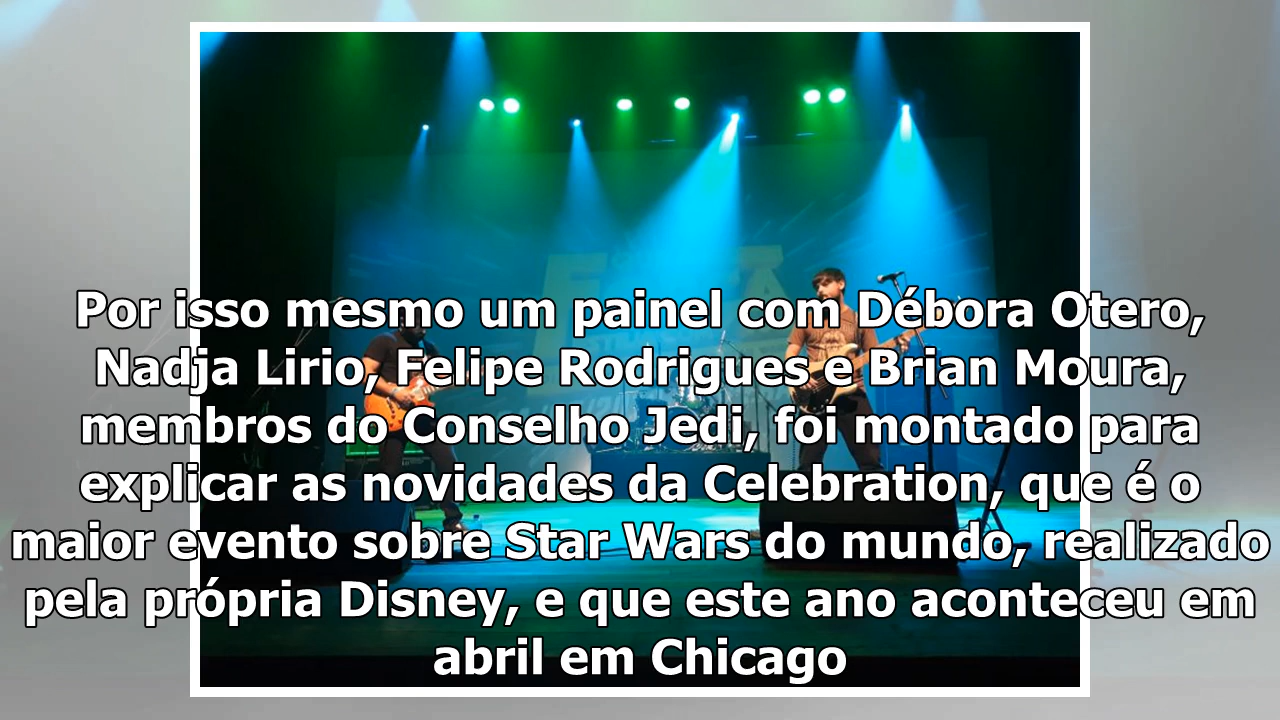 Por isso mesmo um painel com Débora Otero,
Nadja Lirio, Felipe Rodrigues e Brian Moura,
membros do Conselho Jedi, foi montado para
explicar as novidades da Celebration, que é o
maior evento sobre Star Wars do mundo, realizado
pela própria Disney, e que este ano aconteceu em
abril em Chicago